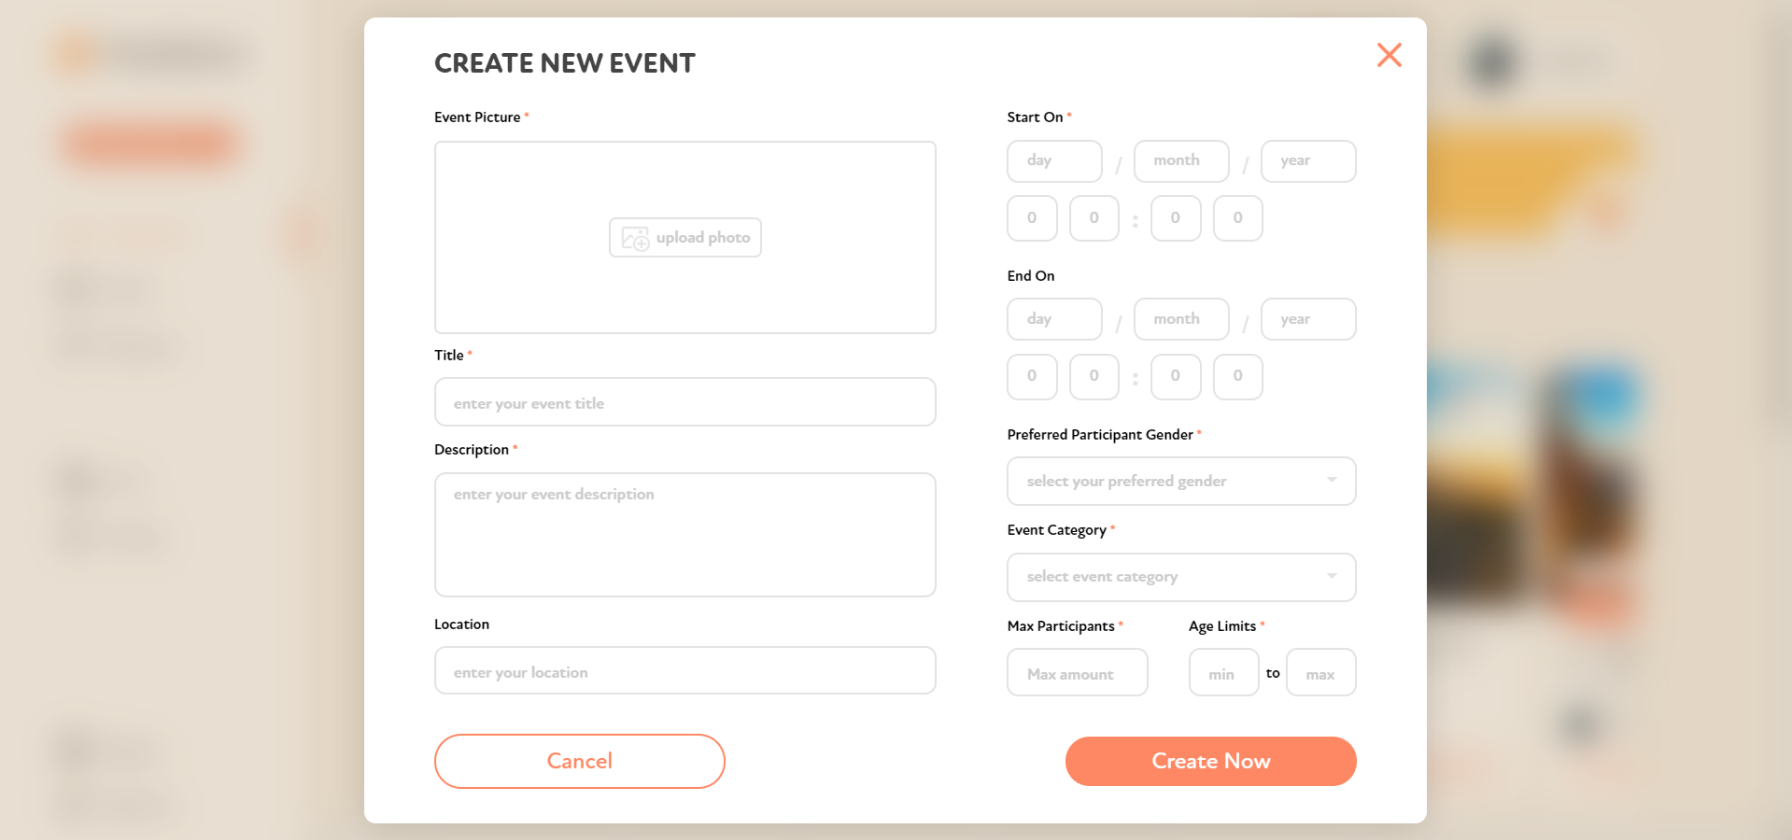 CREATE NEW EVENT
Event Picture *
upload photo
Title *
enter your event title
Description *
enter your event description
Location
enter your location
Start On *
day / month / year
0 0 : 0 0
End On
day / month / year
0 0 : 0 0
Preferred Participant Gender *
select your preferred gender
Event Category *
select event category
Max Participants * Age Limits *
Max amount min to max
Cancel Create Now